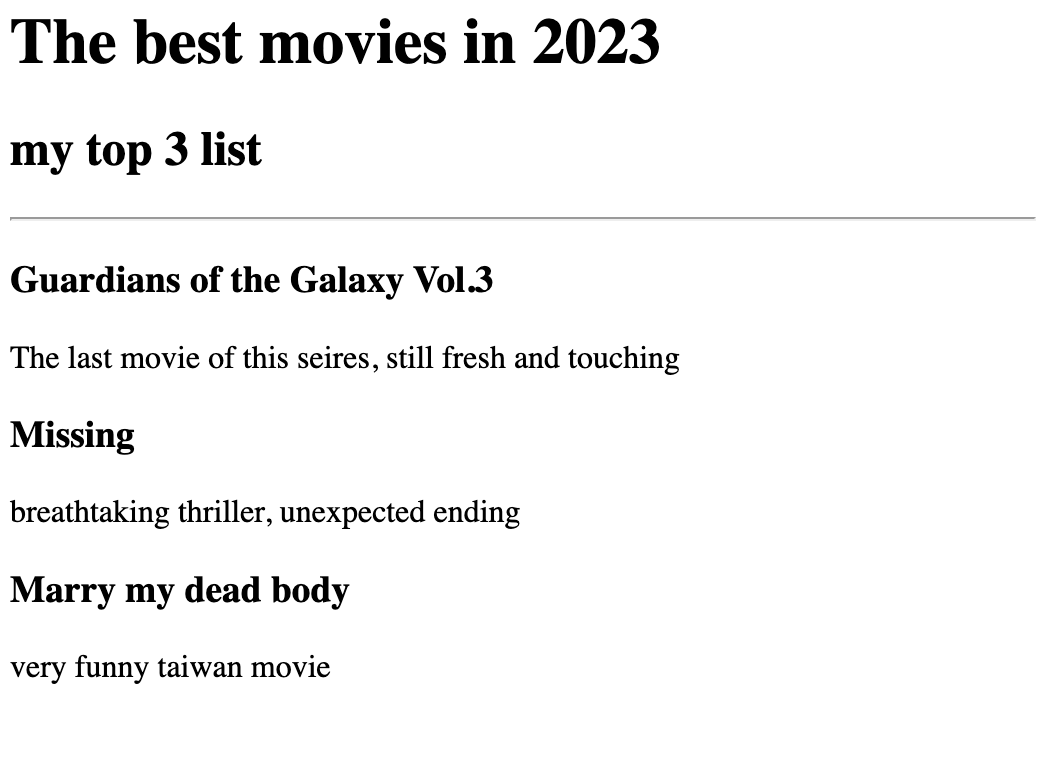 The best movies in 2023
my top 3 list
Guardians of the Galaxy Vol.3
The last movie of this seires, still fresh and touching
Missing
breathtaking thriller, unexpected ending
Marry my dead body
very funny taiwan movie